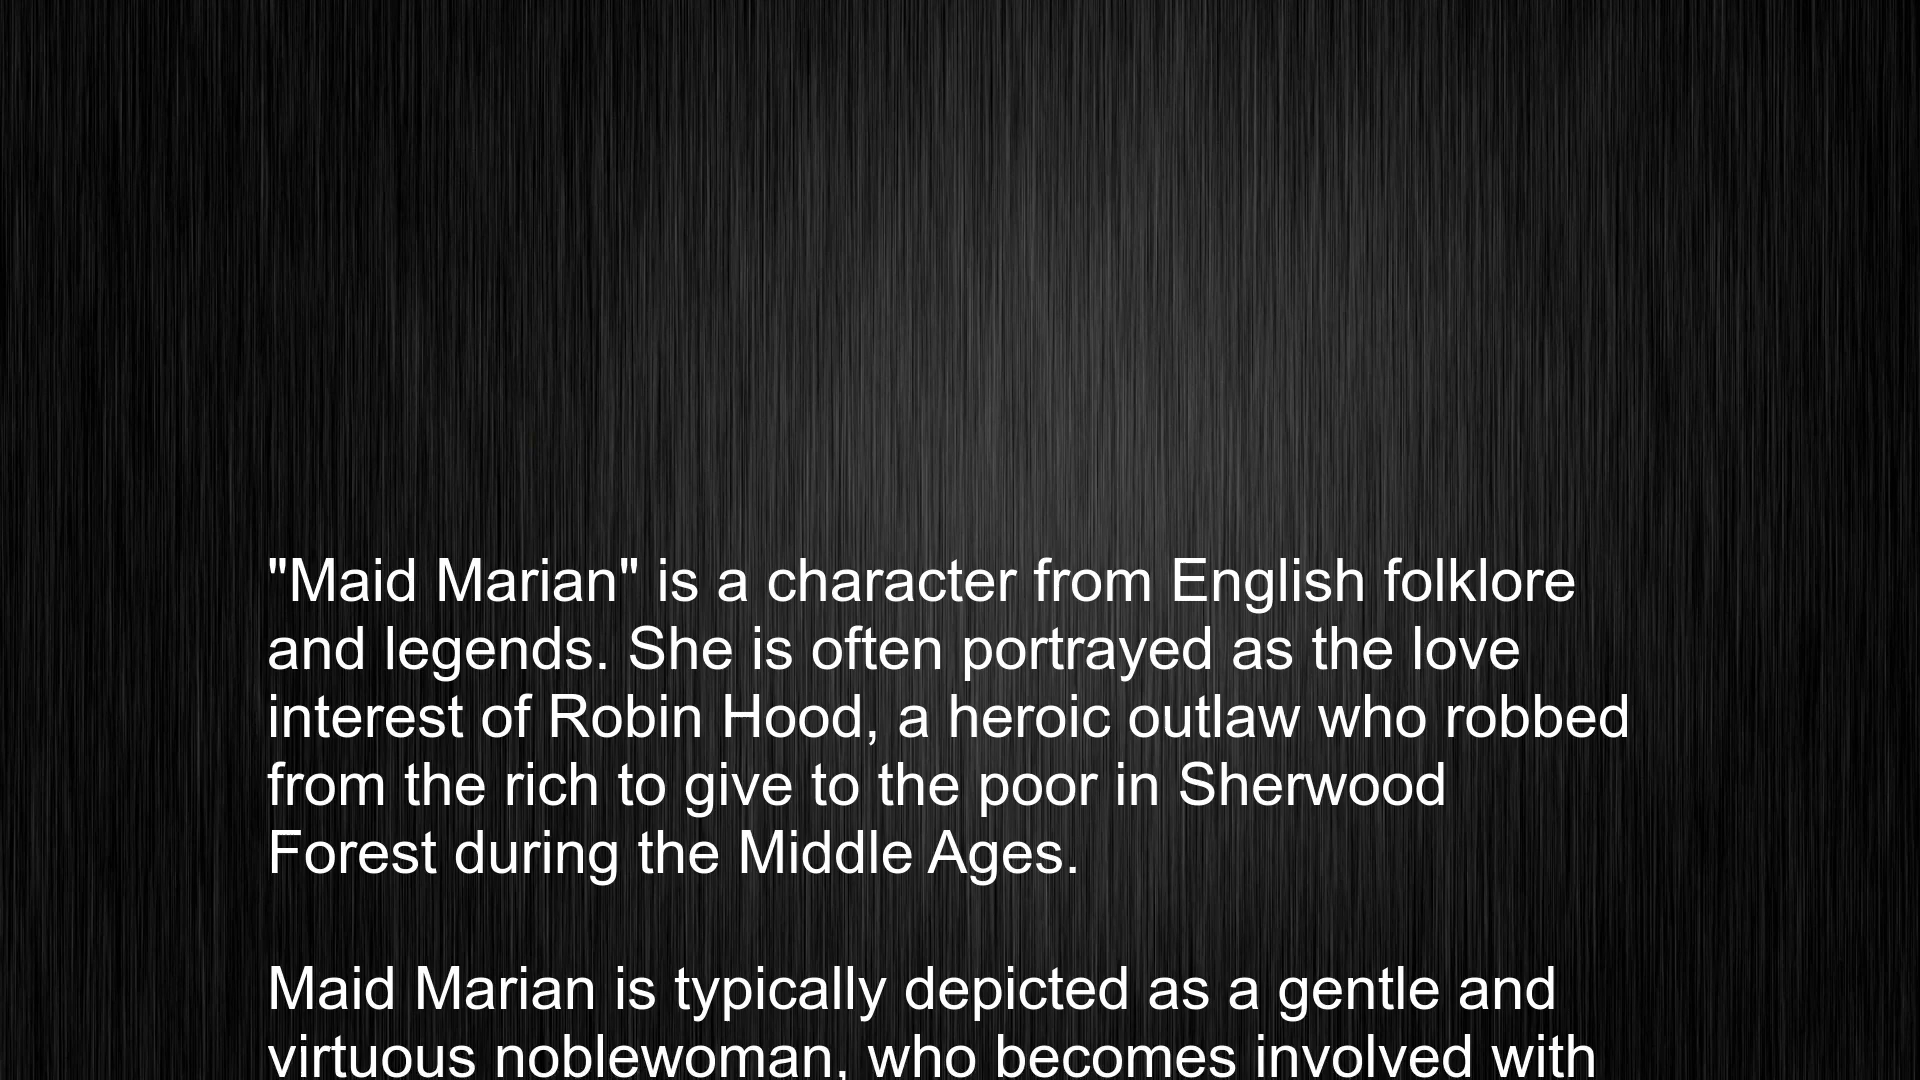 "Maid Marian" is a character from English folklore
and legends. She is often portrayed as the love
interest of Robin Hood, a heroic outlaw who robbed
from the rich to give to the poor in Sherwood
Forest during the Middle Ages.
Maid Marian is typically depicted as a gentle and
virtuous noblewoman, who becomes involved with